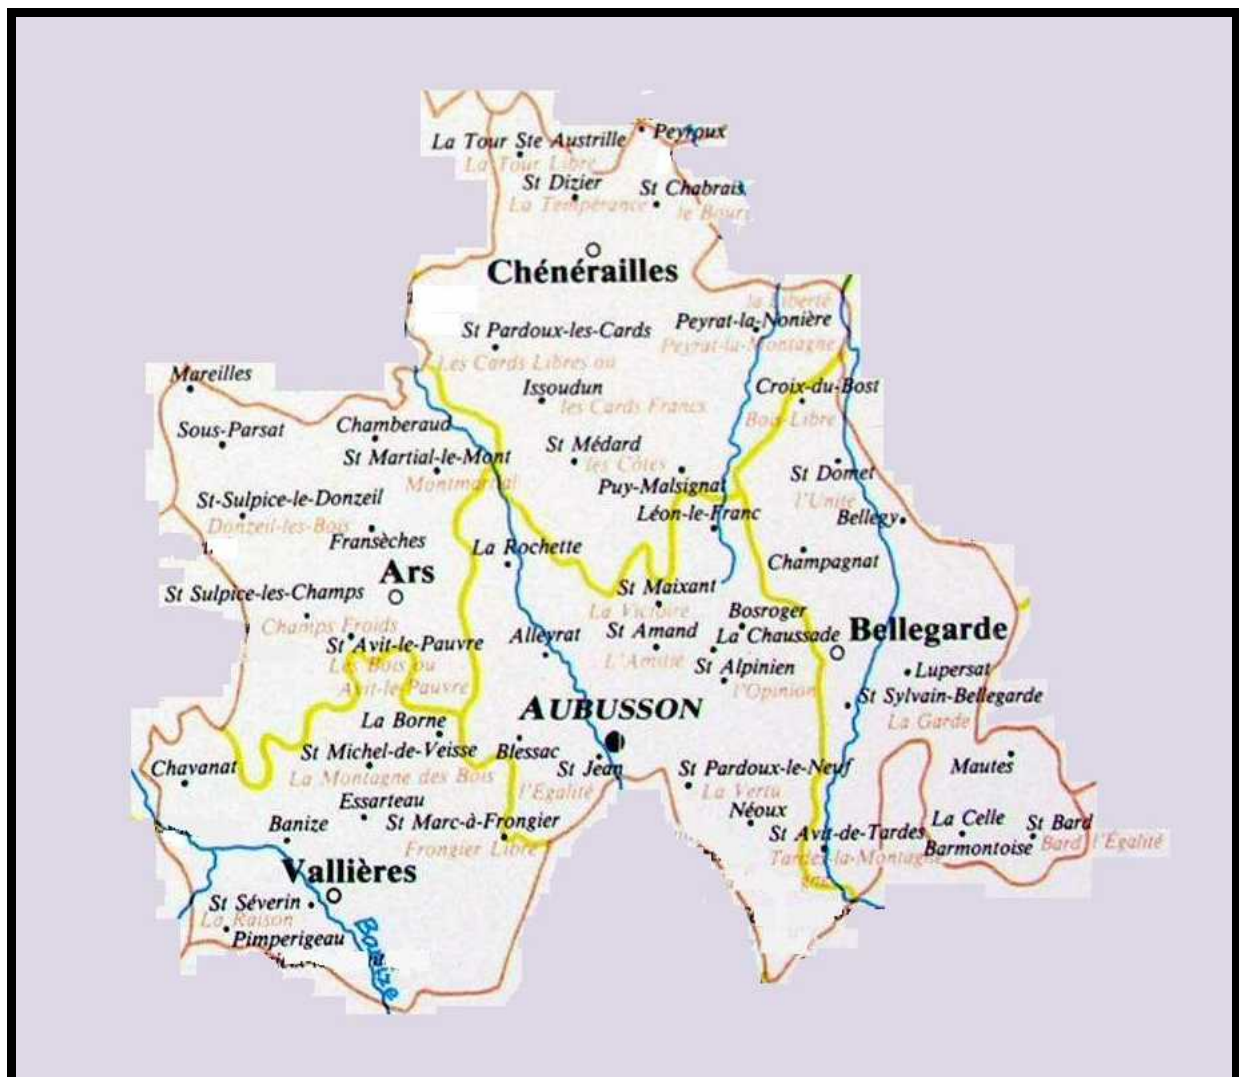 La Tour Ste Austrille
Peyroux
La Tour Libre
St Dizier
St Chabrais
La Tempérance
le Bourg
Chénérailles
la Liberté
St Pardoux-les-Cards
Peyrat-la-Nonière
Peyrat-la-Montagne
Les Cards Libres ou
Mareilles
Issoudun
Croix-du-Bost
les Cards Francs
Sous-Parsat
Chamberaud
Bois-Libre
St Martial-le-Mont
St Médard
les Côtes
St Domet
Montmartial
Puy-Malsignat
St-Sulpice-le-Donzeil
l'Unité
Donzeil-les-Bois
Léon-le-Franc
Bellegy
Fransèches
La Rochette
Champagnat
Ars
St Sulpice-les-Champs
St Maixant
La Victoire
Bosroger
Champs Froids
St Avit-le-Pauvre
Alleyrat
St Amand
La Chaussade
Bellegarde
Les Bois ou
L'Amitié
St Alpinien
Lupersat
Avit-le-Pauvre
l'Opinion
St Sylvain-Bellegarde
La Borne
AUBUSSON
La Garde
St Michel-de-Veisse
Blessac
Chavanat
La Montagne des Bois
St Jean
St Pardoux-le-Neuf
Mautes
l'Egalité
La Vertu
Essarteau
Banize
St Marc-à-Frongier
Néoux
St Avit-de-Tardes
La Celle
St Bard
Frongier Libre
Barmontoise
Bard l'Égalité
Tardes-la-Montagne
Vallières
St Séverin
La Raison
Pimperigeau
Banize